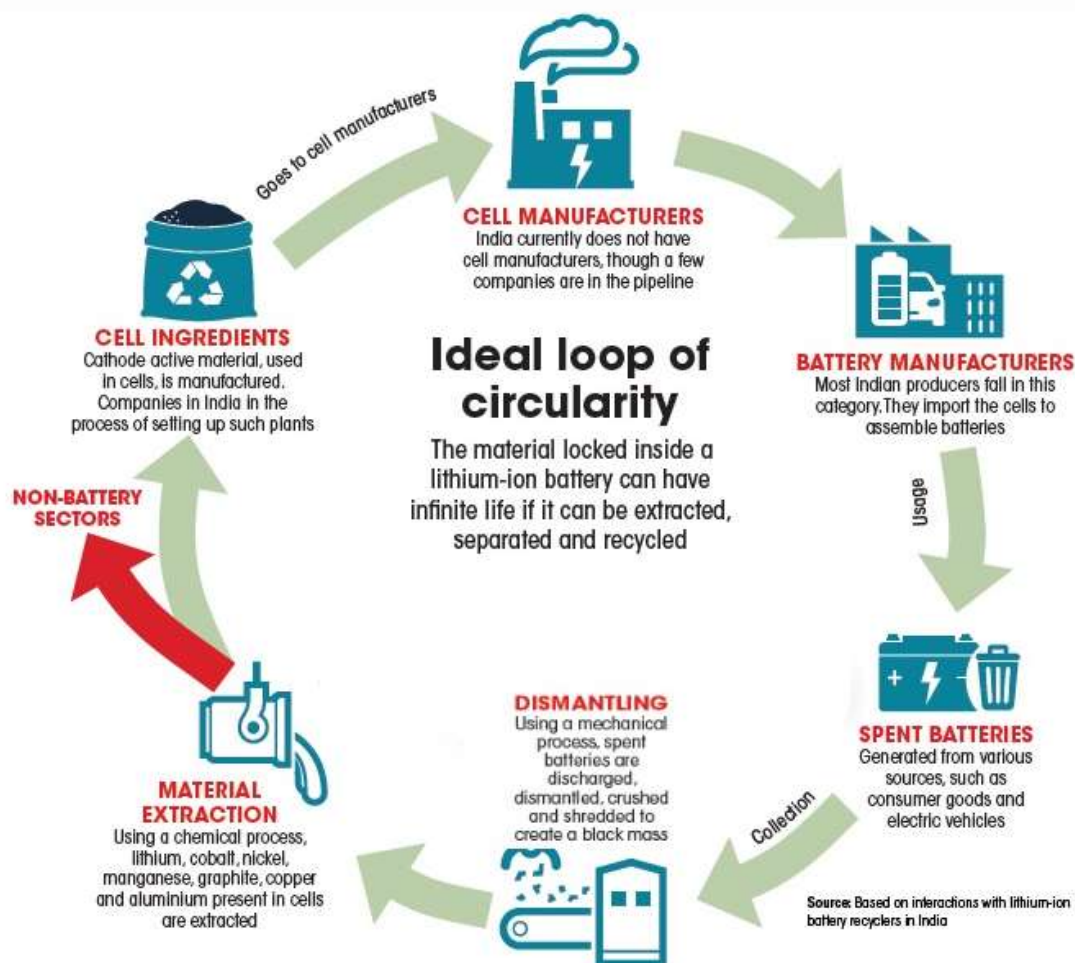 Goes to cell manufacturers
CELL MANUFACTURERS
India currently does not have
cell manufacturers, though a few
companies are in the pipeline
BATTERY MANUFACTURERS
Most Indian producers fall in this
category. They import the cells to
assemble batteries
Usage
SPENT BATTERIES
Generated from various
sources, such as
consumer goods and
electric vehicles
Collection
DISMANTLING
Using a mechanical
process, spent
batteries are
discharged,
dismantled, crushed
and shredded to
create a black mass
MATERIAL
EXTRACTION
Using a chemical process,
lithium, cobalt, nickel,
manganese, graphite, copper
and aluminium present in cells
are extracted
NON-BATTERY
SECTORS
CELL INGREDIENTS
Cathode active material, used
in cells, is manufactured.
Companies in India in the
process of setting up such plants
Ideal loop of
circularity
The material locked inside a
lithium-ion battery can have
infinite life if it can be extracted,
separated and recycled
Source: Based on interactions with lithium-ion
battery recyclers in India